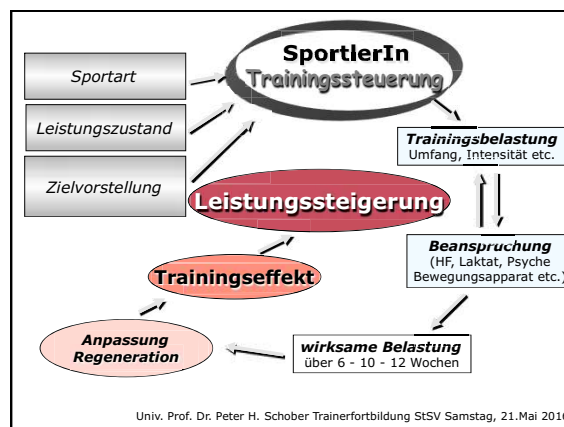 SportlerIn
Trainingssteuerung
Sportart
Leistungszustand
Zielvorstellung
Trainingsbelastung
Umfang, Intensität etc.
Leistungssteigerung
Beanspruchung
(HF, Laktat, Psyche
Bewegungsapparat etc.)
Trainingseffekt
Anpassung
Regeneration
wirksame Belastung
über 6 - 10 - 12 Wochen
Univ. Prof. Dr. Peter H. Schober Trainerfortbildung StSV Samstag, 21.Mai 2016